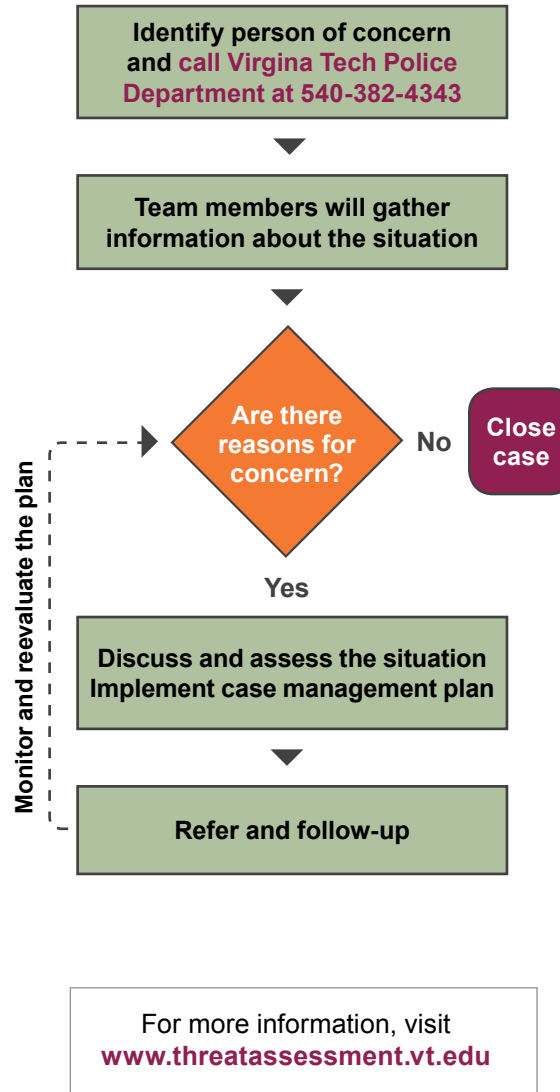 Identify person of concern
and call Virgina Tech Police
Department at 540-382-4343
Team members will gather
information about the situation
Are there
reasons for
concern?
No
Close
case
Yes
Monitor and reevaluate the plan
Discuss and assess the situation
Implement case management plan
Refer and follow-up
For more information, visit
www.threatassessment.vt.edu